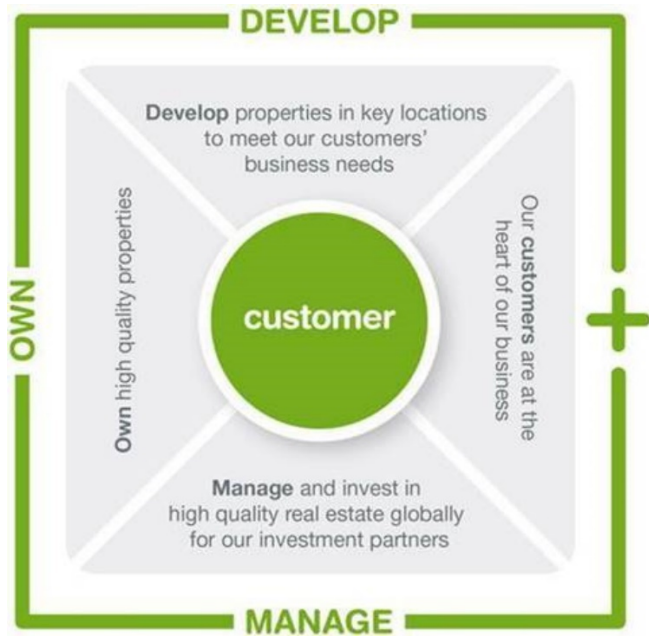 DEVELOP
Develop properties in key locations
to meet our customers'
business needs
OWN
Own high quality properties
customer
Our customers are at the
heart of our business
+
Manage and invest in
high quality real estate globally
for our investment partners
MANAGE